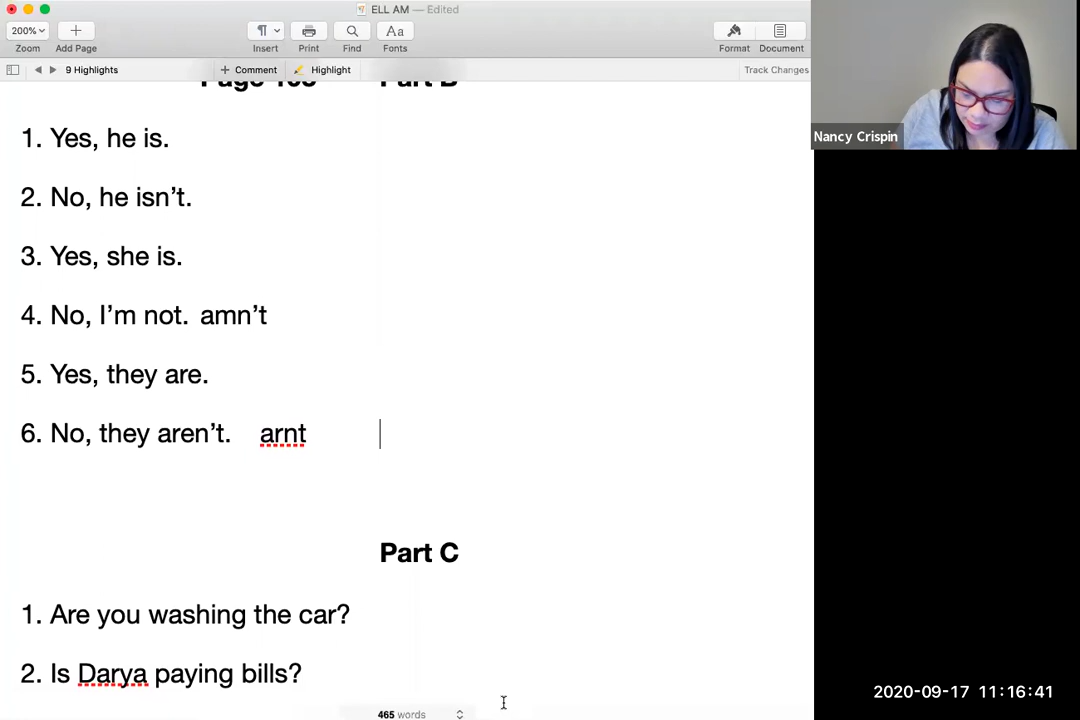 ELL AM — Edited
200%
Zoom
Add Page
Insert
Print
Find
Aa
Fonts
Format
Document
9 Highlights
Comment
Highlight
Track Changes
Part B
1. Yes, he is.
2. No, he isn’t.
3. Yes, she is.
4. No, I’m not. amn’t
5. Yes, they are.
6. No, they aren’t. arnt
Part C
1. Are you washing the car?
2. Is Darya paying bills?
465 words
Nancy Crispin
2020-09-17 11:16:41